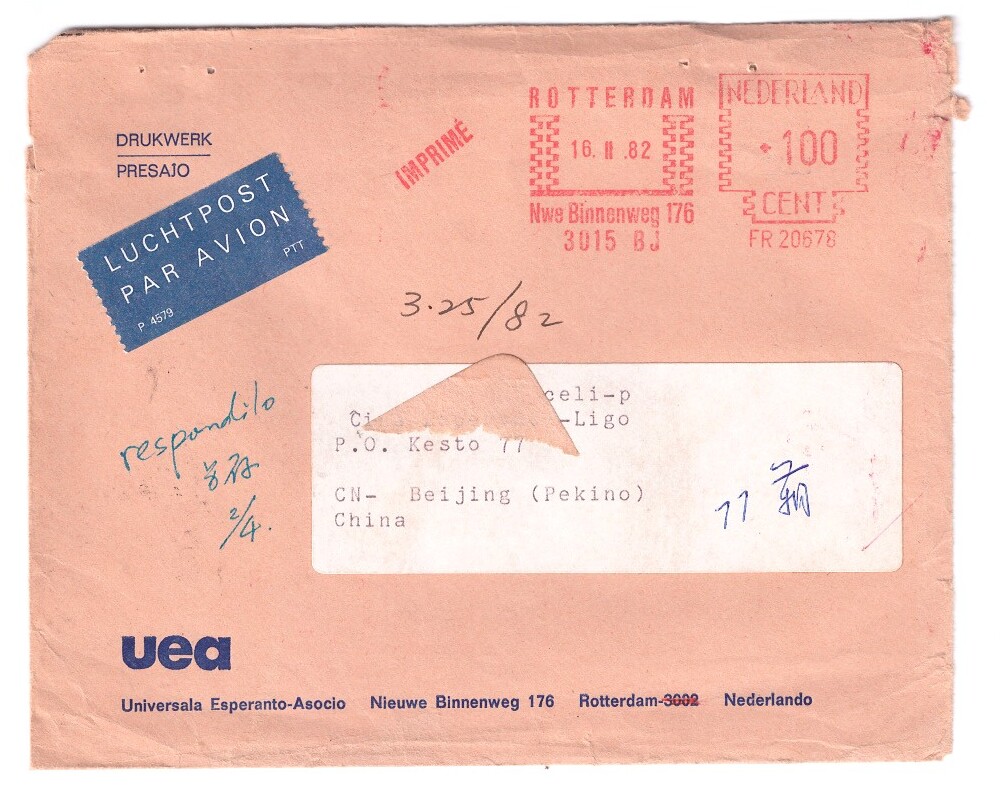 DRUKWERK
PRESAĴO
LUCHTPOST
PAR AVION
PTT
P 4579
IMPRIMÉ
ROTTERDAM
16. II .82
Nwe Binnenweg 176
3015 BJ
NEDERLAND
100
CENT
FR 20678
3.25/82
respondilo
2/4.
celi-p
Ĉi -Ligo
P.O. Kesto 77
CN- Beijing (Pekino)
China
77
uea
Universala Esperanto-Asocio Nieuwe Binnenweg 176 Rotterdam-3002 Nederlando